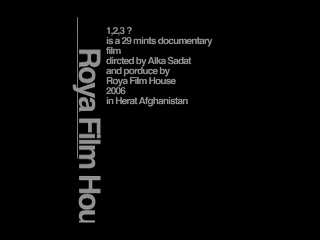 1,2,3 ?
is a 29 mints documentary
film
dircted by Alka Sadat
and porduce by
Roya Film House
2006
in Herat Afghanistan
Roya Film Hou